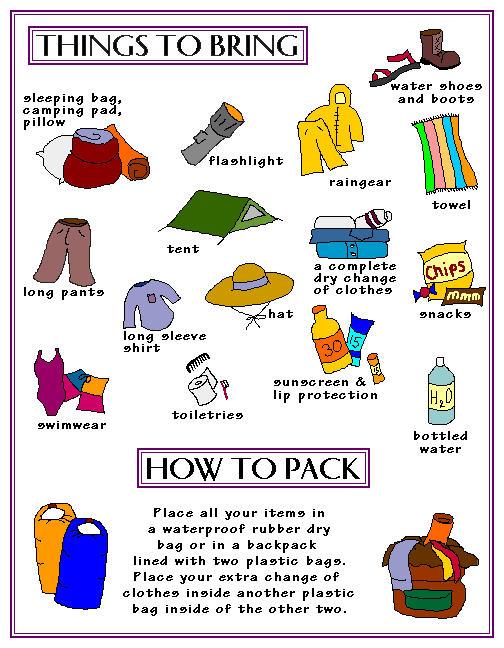 THINGS TO BRING
water shoes
and boots
sleeping bag,
camping pad,
pillow
flashlight
raingear
towel
tent
long pants
a complete
dry change
of clothes
Chips
mmm
snacks
hat
long sleeve
shirt
30
15
sunscreen &
lip protection
swimwear
toiletries
H2O
bottled
water
HOW TO PACK
Place all your items in
a waterproof rubber dry
bag or in a backpack
lined with two plastic bags.
Place your extra change of
clothes inside another plastic
bag inside of the other two.